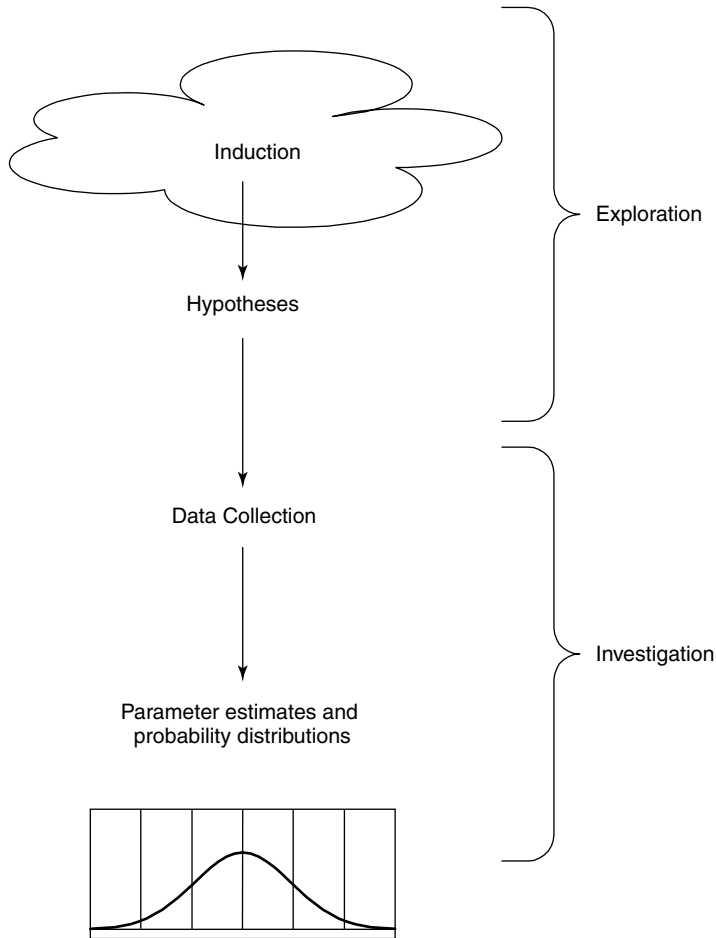 Induction
Exploration
Hypotheses
Data Collection
Investigation
Parameter estimates and
probability distributions